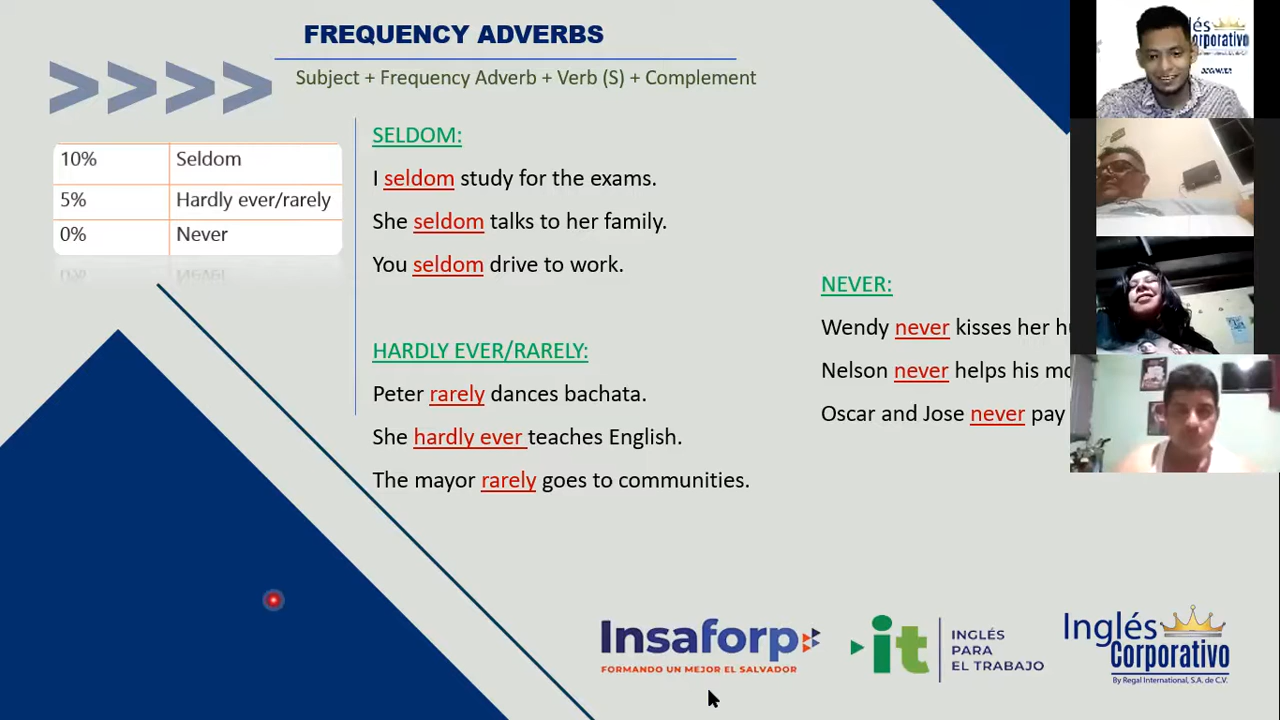 FREQUENCY ADVERBS
Subject + Frequency Adverb + Verb (S) + Complement
10% Seldom
5% Hardly ever/rarely
0% Never
SELDOM:
I seldom study for the exams.
She seldom talks to her family.
You seldom drive to work.
HARDLY EVER/RARELY:
Peter rarely dances bachata.
She hardly ever teaches English.
The mayor rarely goes to communities.
NEVER:
Wendy never kisses her
Nelson never helps his
Oscar and Jose never pay
Insaforp
FORMANDO UN MEJOR EL SALVADOR
it
INGLÉS
PARA
EL TRABAJO
Inglés
Corporativo
By Regal International, S.A. de C.V.